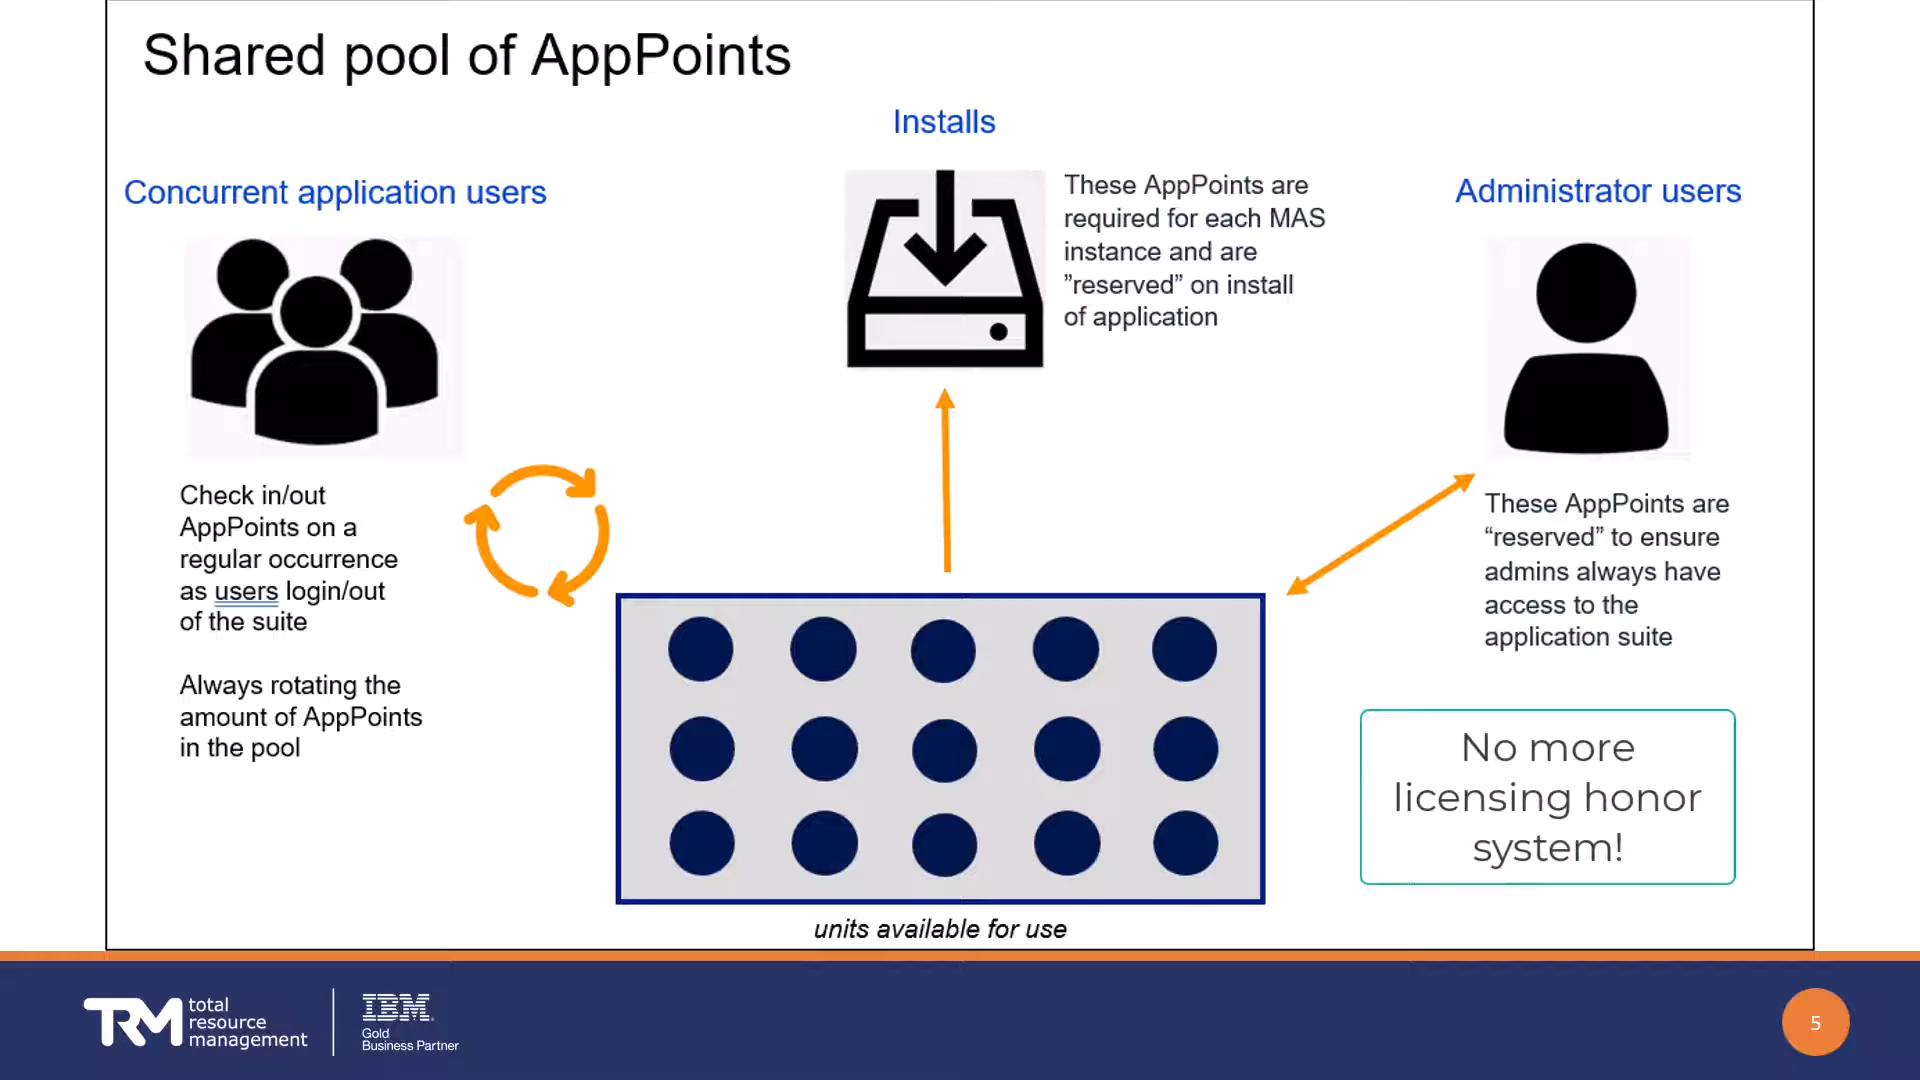 Shared pool of AppPoints
Installs
These AppPoints are
required for each MAS
instance and are
”reserved” on install
of application
Concurrent application users
Check in/out
AppPoints on a
regular occurrence
as users login/out
of the suite
Always rotating the
amount of AppPoints
in the pool
Administrator users
These AppPoints are
“reserved” to ensure
admins always have
access to the
application suite
No more
licensing honor
system!
units available for use
TRM total
resource
management
IBM.
Gold
Business Partner
5